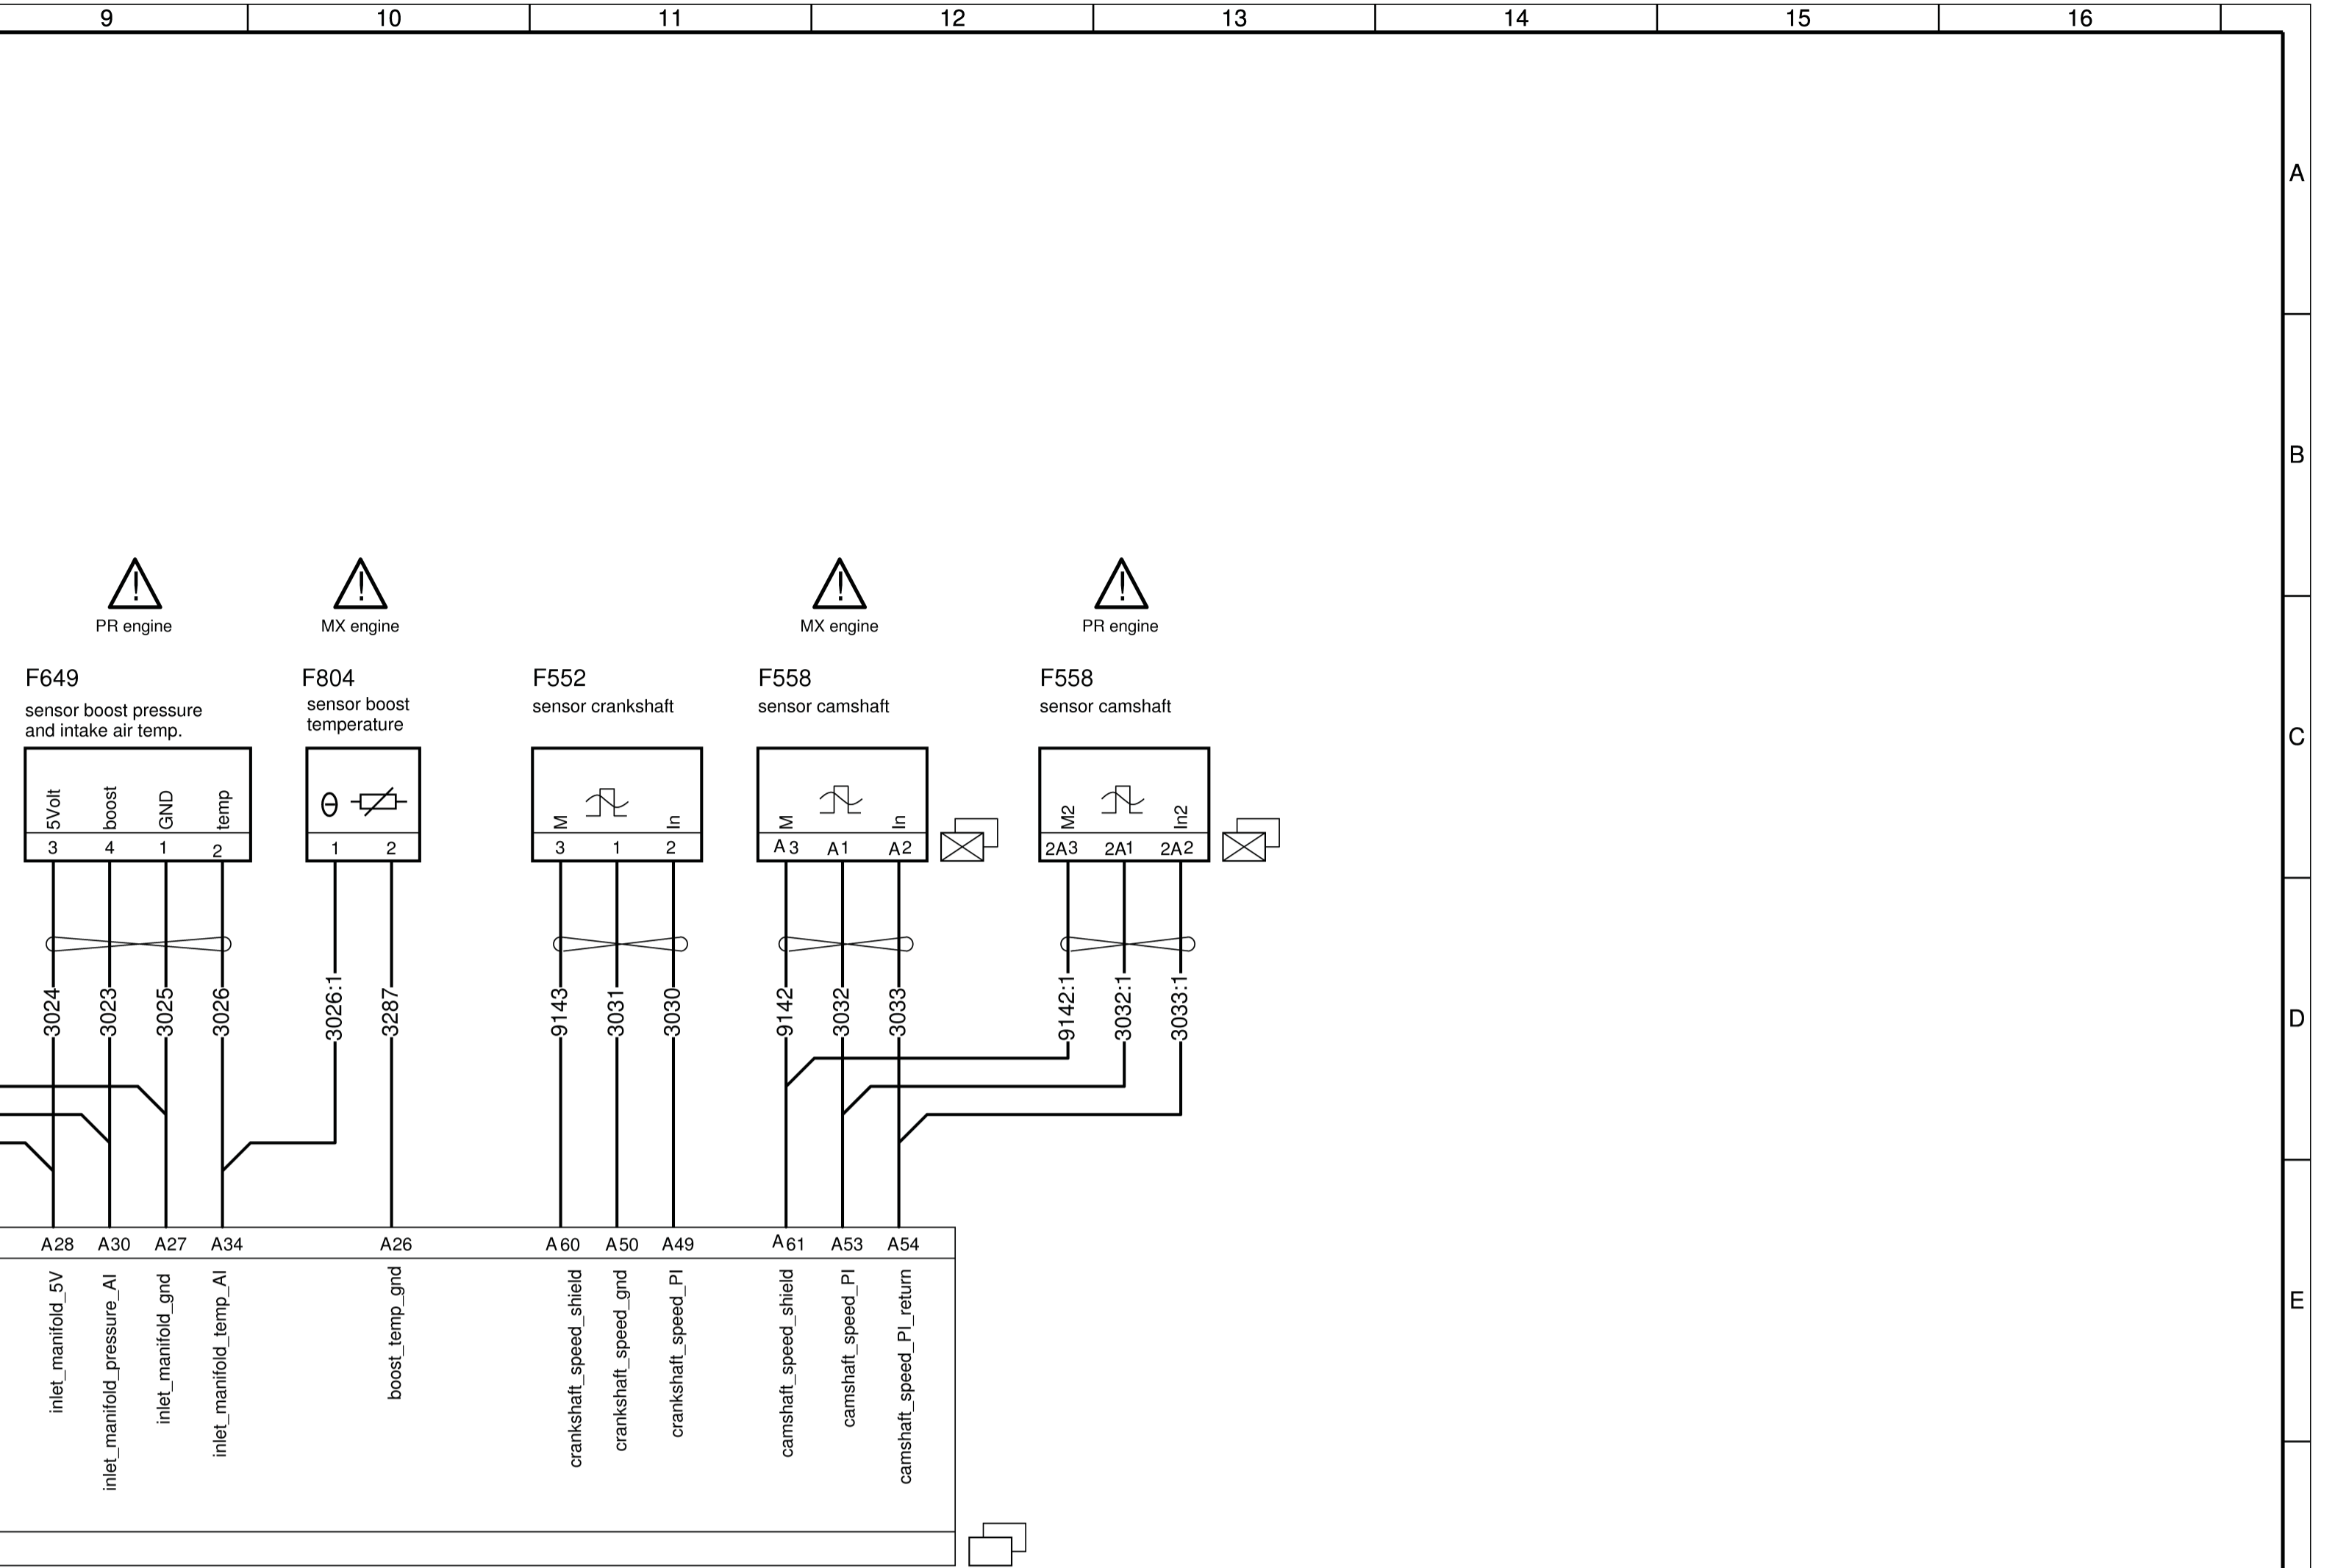 9 10 11 12 13 14 15 16
A
B
PR engine
MX engine
MX engine
PR engine
F649
sensor boost pressure
and intake air temp.
F804
sensor boost
temperature
F552
sensor crankshaft
F558
sensor camshaft
F558
sensor camshaft
C
5Volt boost GND temp
M In
M In
M2 In2
3 4 1 2
1 2
3 1 2
A3 A1 A2
2A3 2A1 2A2
3024 3023 3025 3026
3026:1 3287
9143 3031 3030
9142 3032 3033
9142:1 3032:1 3033:1
D
A28 A30 A27 A34 A26 A60 A50 A49 A61 A53 A54
E
inlet_manifold_5V
inlet_manifold_pressure_AI
inlet_manifold_gnd
inlet_manifold_temp_AI
boost_temp_gnd
crankshaft_speed_shield
crankshaft_speed_gnd
crankshaft_speed_PI
camshaft_speed_shield
camshaft_speed_PI
camshaft_speed_PI_return